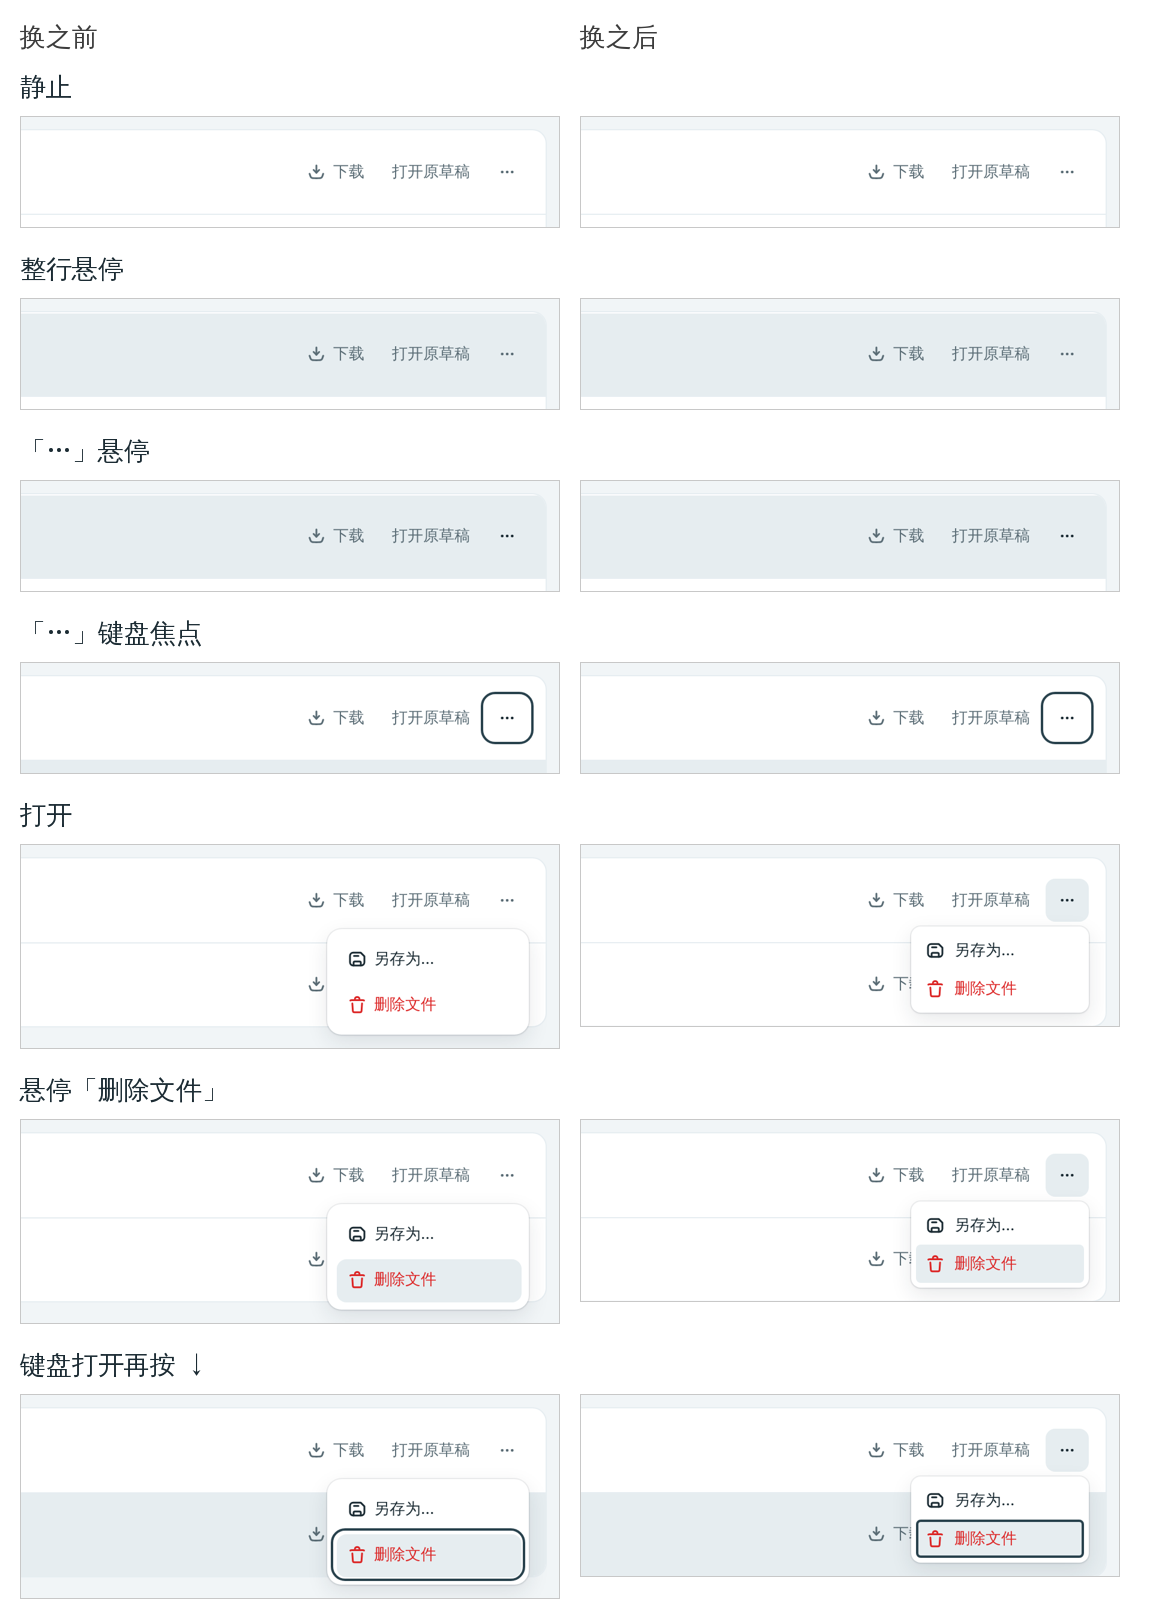 换之前 换之后
静止
下载 打开原草稿 ··· 下载 打开原草稿 ···
整行悬停
下载 打开原草稿 ··· 下载 打开原草稿 ···
「···」悬停
下载 打开原草稿 ··· 下载 打开原草稿 ···
「···」键盘焦点
下载 打开原草稿 ··· 下载 打开原草稿 ···
打开
下载 打开原草稿 ··· 下载 打开原草稿 ···
另存为... 另存为...
下
删除文件 删除文件
悬停「删除文件」
下载 打开原草稿 ··· 下载 打开原草稿 ···
另存为... 另存为...
下
删除文件 删除文件
键盘打开再按 ↓
下载 打开原草稿 ··· 下载 打开原草稿 ···
另存为... 另存为...
下
删除文件 删除文件